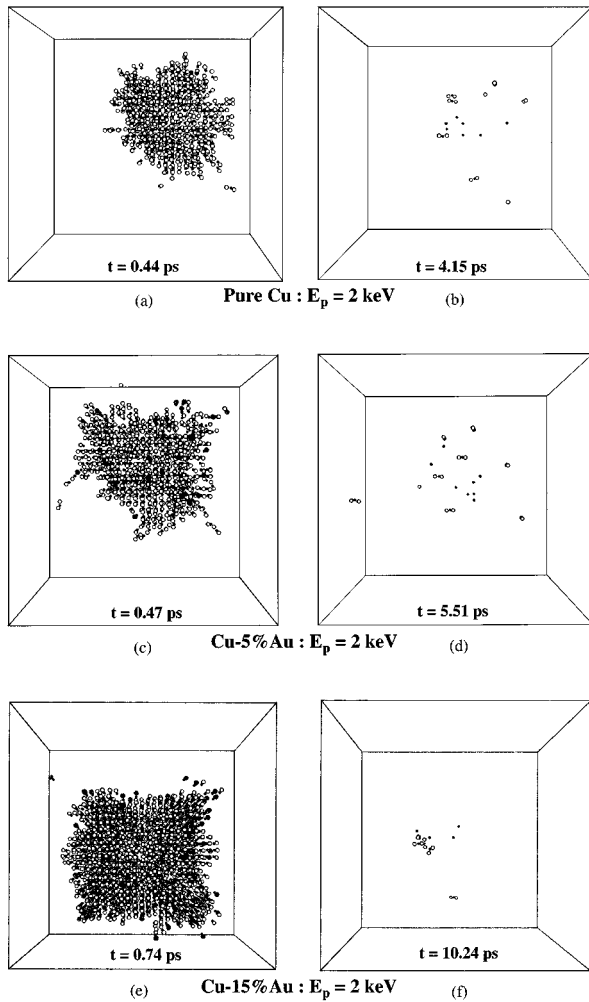 t = 0.44 ps
t = 4.15 ps
(a)
Pure Cu : E_p = 2 keV
(b)
t = 0.47 ps
t = 5.51 ps
(c)
Cu-5%Au : E_p = 2 keV
(d)
t = 0.74 ps
t = 10.24 ps
(e)
Cu-15%Au : E_p = 2 keV
(f)